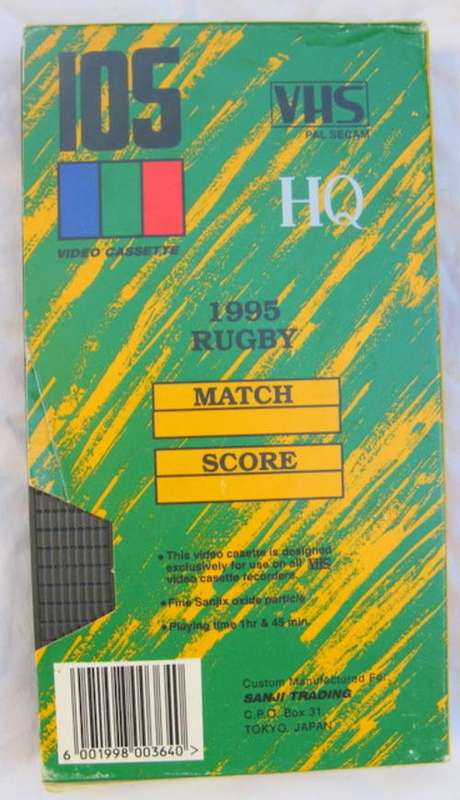 105
VHS
PAL SECAM
VIDEO CASSETTE
HQ
1995
RUGBY
MATCH
SCORE
• This video casette is designed
exclusively for use on all VHS
video casette recorders.
• Fine Sanjix oxide particle
• Playing time 1hr & 45 min.
Custom Manufactured For
SANJI TRADING
C.P.O. Box 31,
TOKYO, JAPAN
6 001998 003640 >